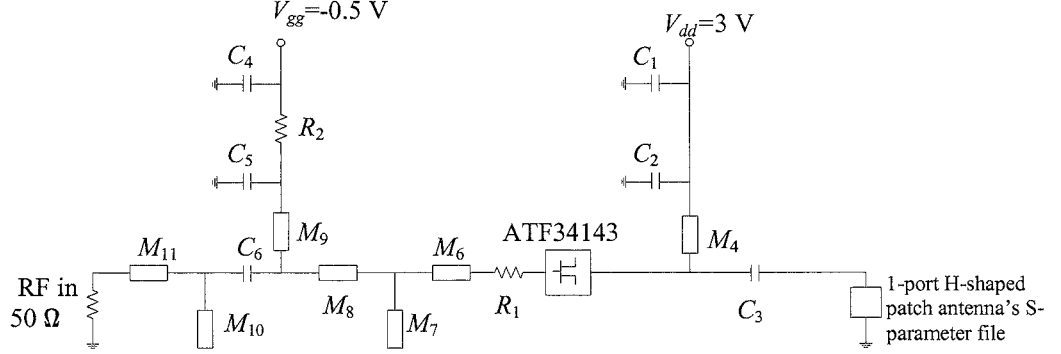 Vgg=-0.5 V
Vdd=3 V
C4
C1
R2
C5
C2
M9
ATF34143
M4
M11
C6
M6
RF in
50 Ω
M10
M8
M7
R1
C3
1-port H-shaped
patch antenna's S-
parameter file